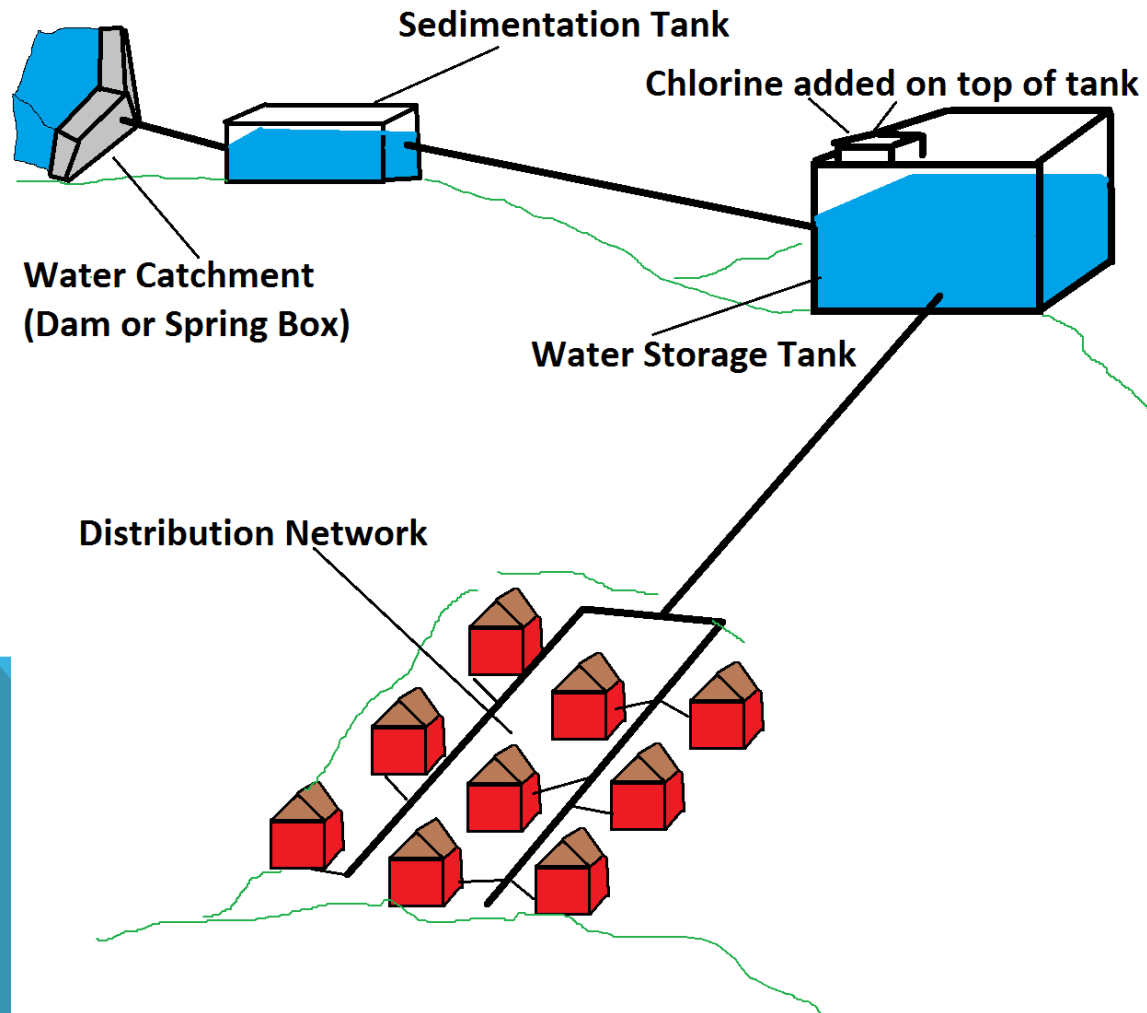 Sedimentation Tank
Chlorine added on top of tank
Water Catchment
(Dam or Spring Box)
Water Storage Tank
Distribution Network